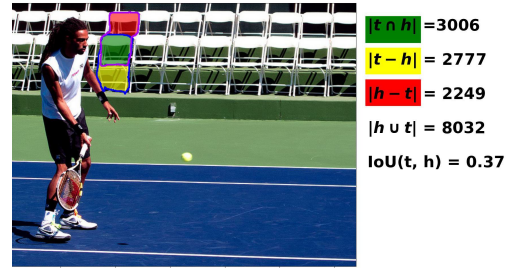 |t ∩ h| =3006
|t − h| = 2777
|h − t| = 2249
|h ∪ t| = 8032
IoU(t, h) = 0.37